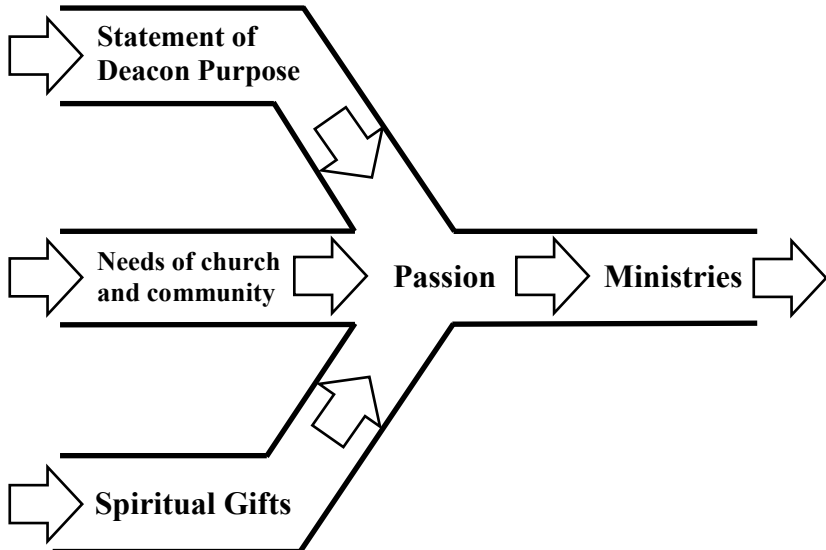 Statement of
Deacon Purpose
Needs of church
and community
Passion
Ministries
Spiritual Gifts